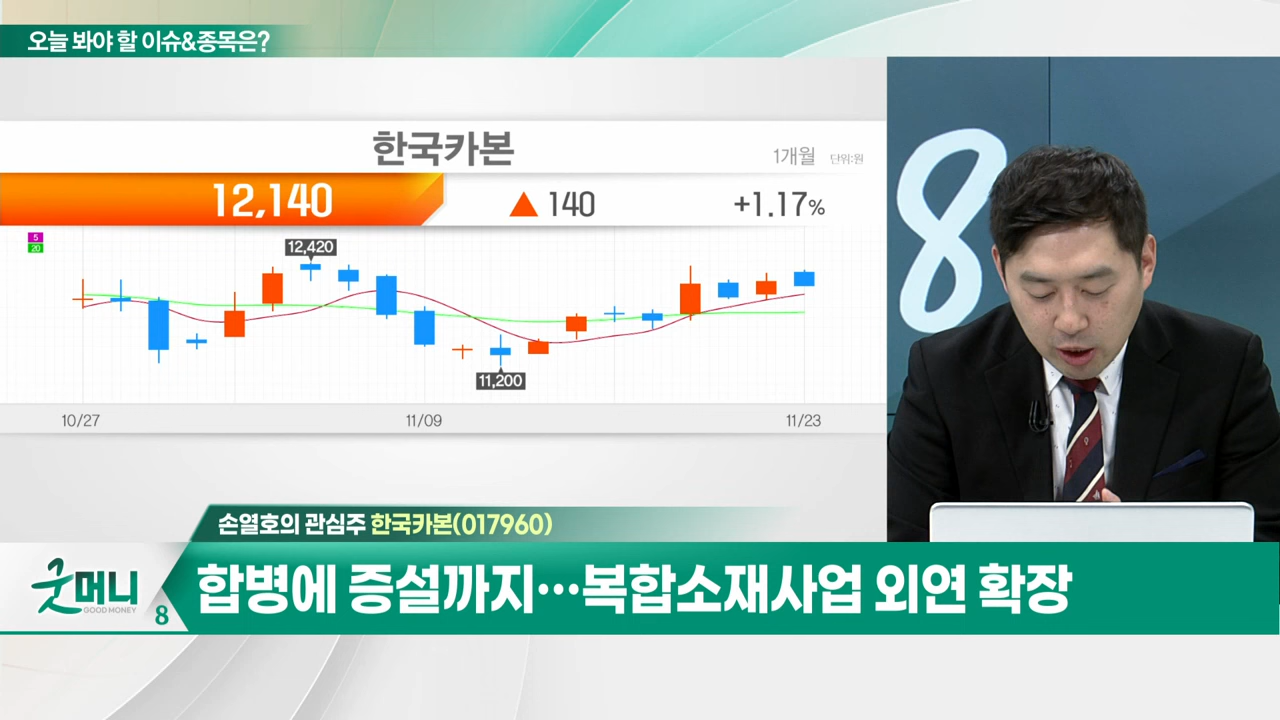 오늘 봐야 할 이슈&종목은?
한국카본
1개월 단위:원
12,140 ▲ 140 +1.17%
5
20
12,420
11,200
10/27 11/09 11/23
8
손열호의 관심주 한국카본(017960)
합병에 증설까지…복합소재사업 외연 확장
굿머니
GOOD MONEY
8